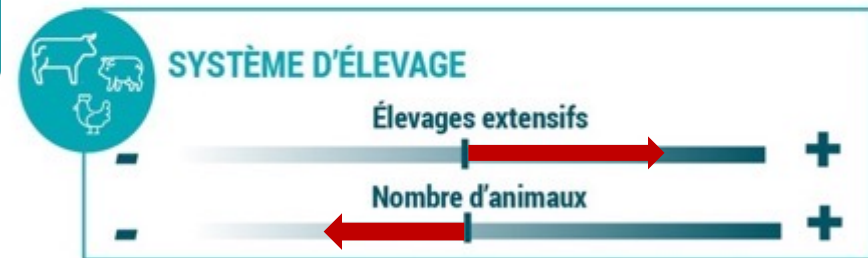 SYSTÈME D'ÉLEVAGE
Élevages extensifs
- +
Nombre d'animaux
- +